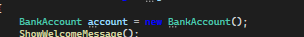 {
BankAccount account = new BankAccount();
ShowWelcomeMessage();